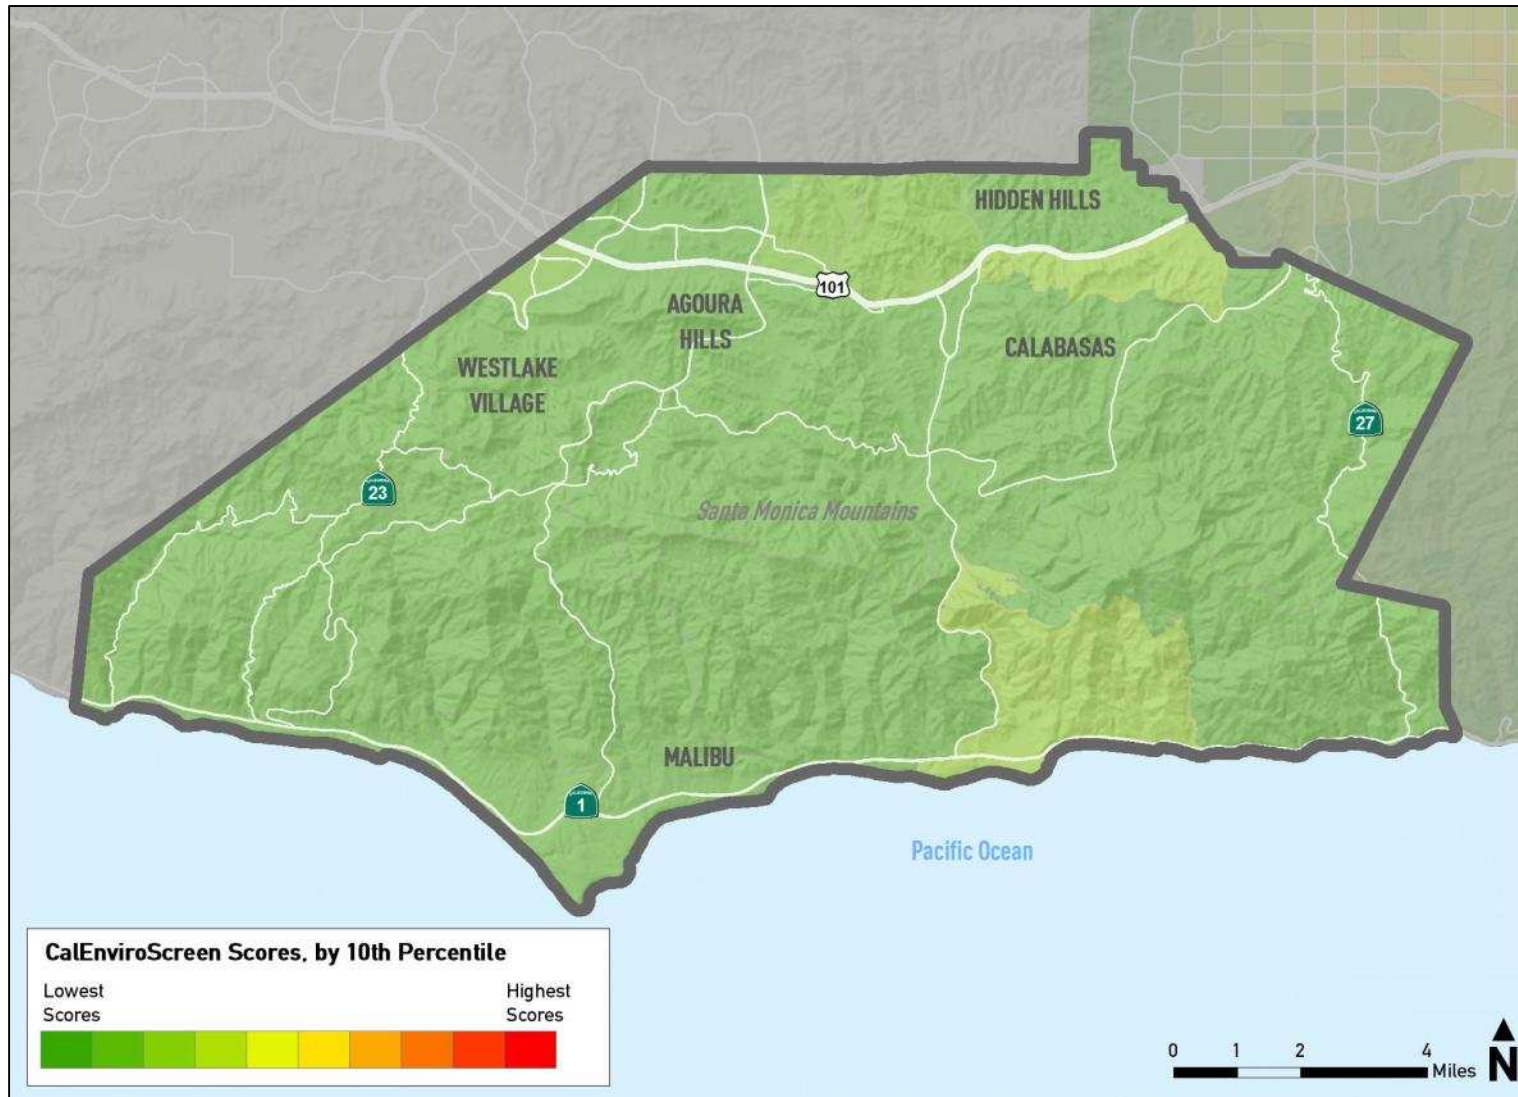 HIDDEN HILLS
101
AGOURA
HILLS
CALABASAS
WESTLAKE
VILLAGE
27
23
Santa Monica Mountains
MALIBU
1
Pacific Ocean
CalEnviroScreen Scores, by 10th Percentile
Lowest
Scores
Highest
Scores
0 1 2 4
Miles
N